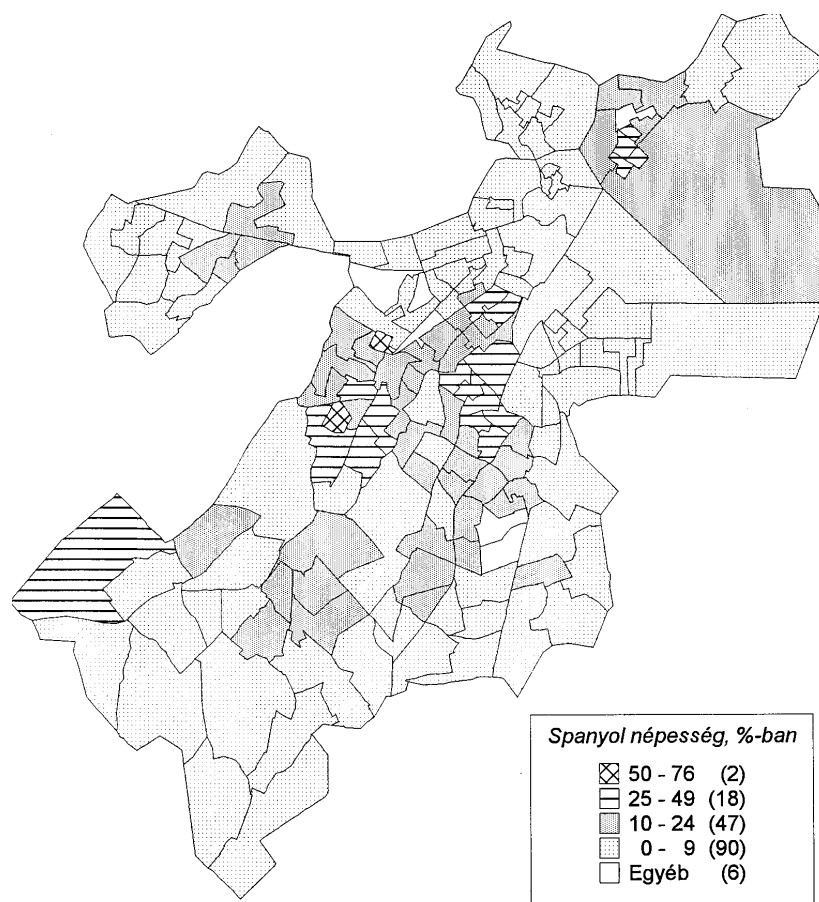 Spanyol népesség, %-ban
50 - 76 (2)
25 - 49 (18)
10 - 24 (47)
0 - 9 (90)
Egyéb (6)